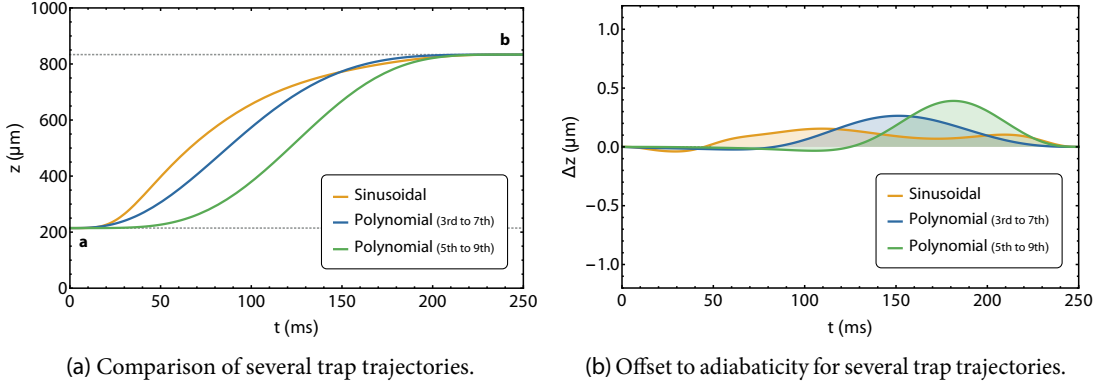 1000
800
600
400
200
0
z (µm)
b
a
Sinusoidal
Polynomial (3rd to 7th)
Polynomial (5th to 9th)
0 50 100 150 200 250
t (ms)
(a) Comparison of several trap trajectories.
1.0
0.5
0.0
−0.5
−1.0
Δz (µm)
Sinusoidal
Polynomial (3rd to 7th)
Polynomial (5th to 9th)
0 50 100 150 200 250
t (ms)
(b) Offset to adiabaticity for several trap trajectories.